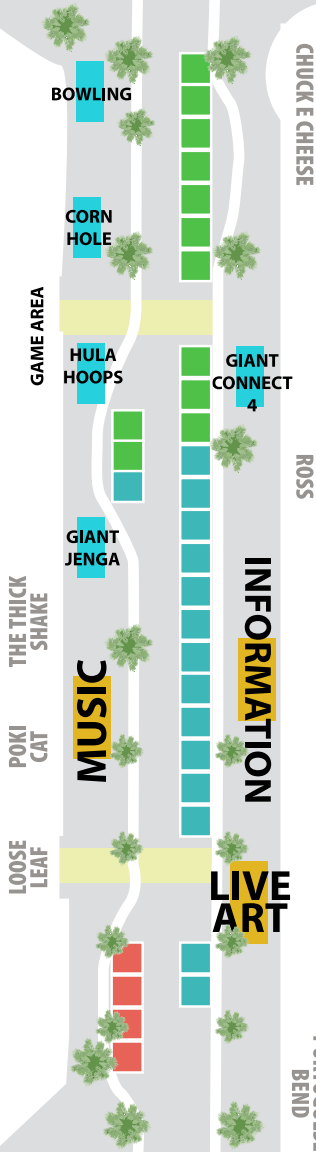 CHUCK E CHEESE
BOWLING
CORN
HOLE
GAME AREA
HULA
HOOPS
GIANT
CONNECT
4
ROSS
GIANT
JENGA
THE THICK
SHAKE
INFORMATION
MUSIC
POKI
CAT
LOOSE
LEAF
LIVE
ART
BEND